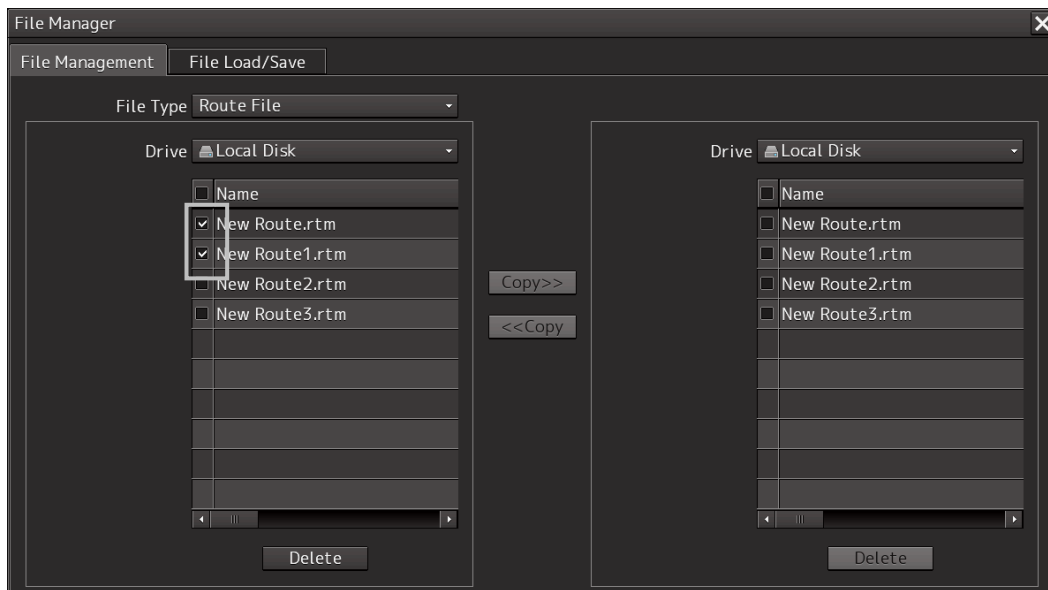 File Manager
File Management File Load/Save
File Type Route File
Drive Local Disk
Name
New Route.rtm
New Route1.rtm
New Route2.rtm
New Route3.rtm
Delete
Copy>>
<<Copy
Drive Local Disk
Name
New Route.rtm
New Route1.rtm
New Route2.rtm
New Route3.rtm
Delete